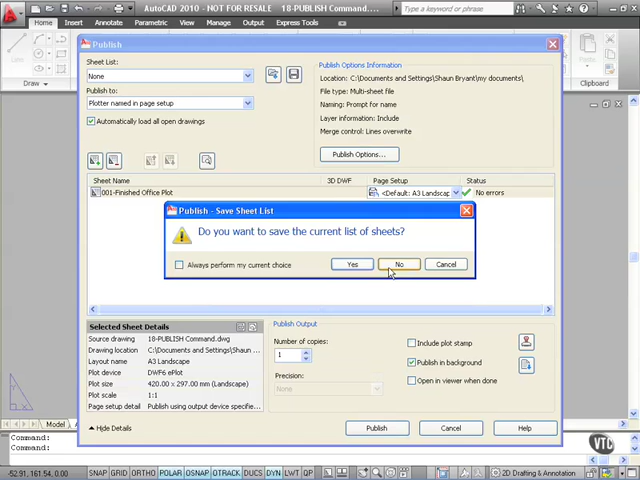 AutoCAD 2010 - NOT FOR RESALE 18-PUBLISH Command....
Type a keyword or phrase
Home Insert Annotate Parametric View Manage Output Express Tools
Draw
Clipboard
Publish
Sheet List:
None
Publish to:
Plotter named in page setup
Automatically load all open drawings
Publish Options Information
Location: C:\Documents and Settings\Shaun Bryant\my documents\
File type: Multi-sheet file
Naming: Prompt for name
Layer information: Include
Merge control: Lines overwrite
Publish Options...
Sheet Name 3D DWF Page Setup Status
001-Finished Office Plot <Default: A3 Landscap No errors
Publish - Save Sheet List
Do you want to save the current list of sheets?
Always perform my current choice
Yes No Cancel
Selected Sheet Details
Source drawing 18-PUBLISH Command.dwg
Drawing location C:\Documents and Settings\Shaun
Layout name A3 Landscape
Plot device DWF6 ePlot
Plot size 420.00 x 297.00 mm (Landscape)
Plot scale 1:1
Page setup detail Publish using output device specifie...
Hide Details
Publish Output
Number of copies:
1
Precision:
None
Include plot stamp
Publish in background
Open in viewer when done
Publish Cancel Help
Model
Command:
Command:
VTC
-52.91, 161.54, 0.00 SNAP GRID ORTHO POLAR OSNAP OTRACK DUCS DYN LWT QP 2D Drafting & Annotation